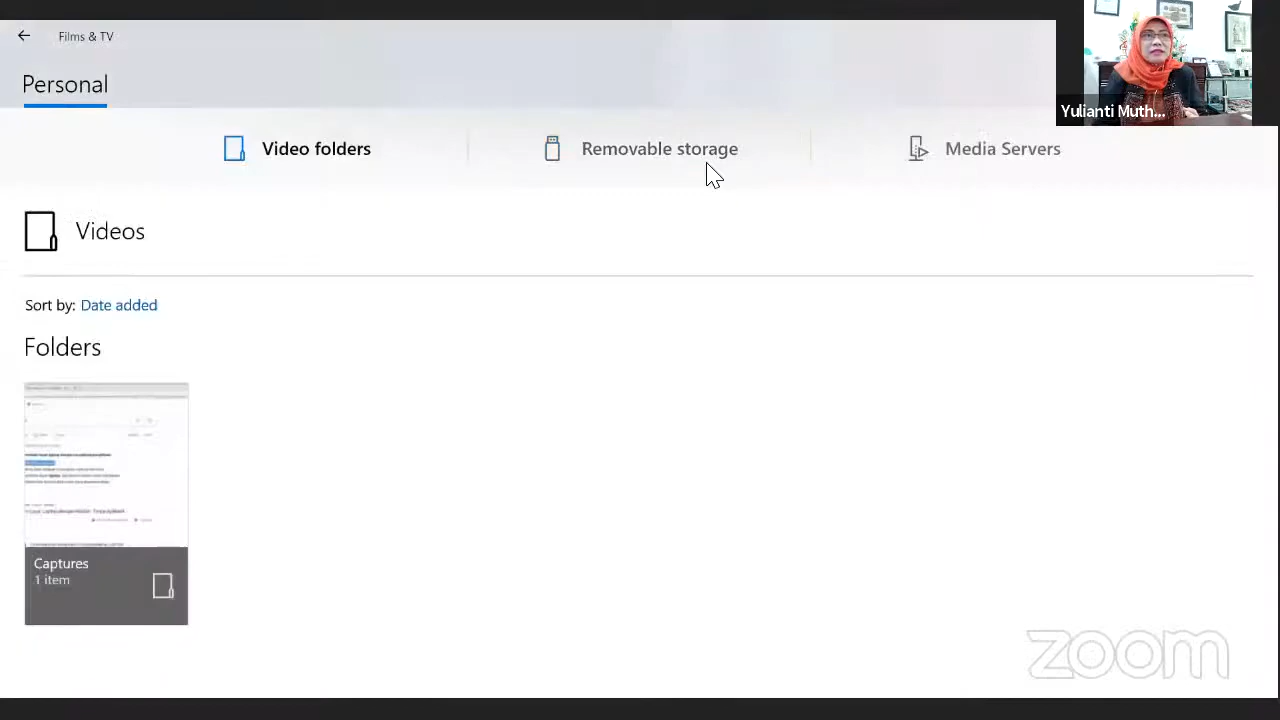 Films & TV
Personal
Yulianti Muth...
Video folders
Removable storage
Media Servers
Videos
Sort by: Date added
Folders
Captures
1 item
zoom